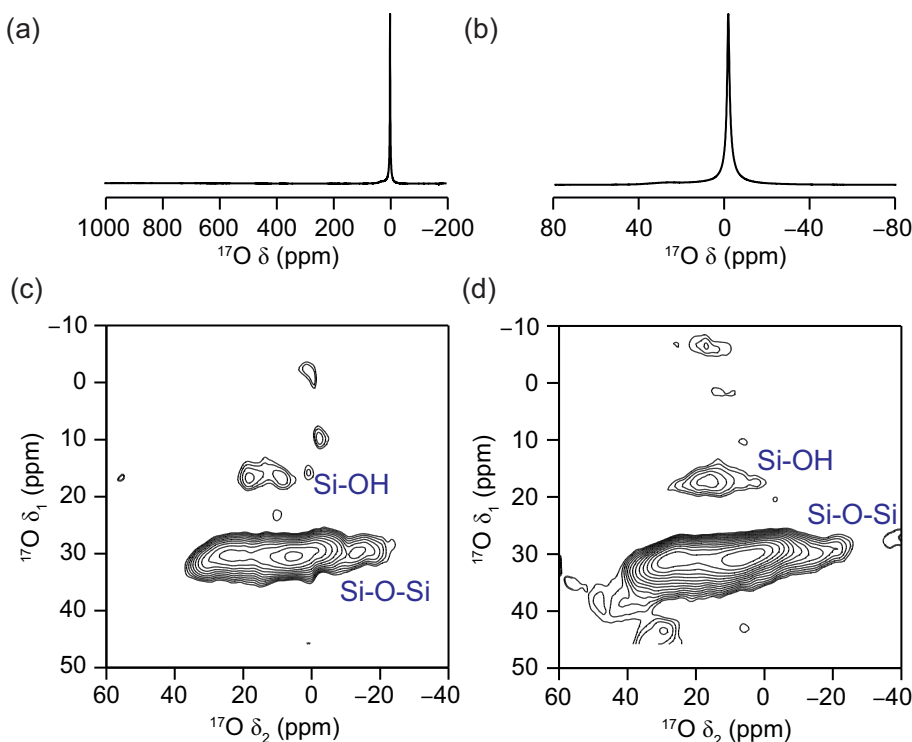 (a)
1000 800 600 400 200 0 −200
¹⁷O δ (ppm)
(b)
80 40 0 −40 −80
¹⁷O δ (ppm)
(c)
−10
0
10
20
30
40
50
¹⁷O δ₁ (ppm)
Si-OH
Si-O-Si
60 40 20 0 −20 −40
¹⁷O δ₂ (ppm)
(d)
−10
0
10
20
30
40
50
¹⁷O δ₁ (ppm)
Si-OH
Si-O-Si
60 40 20 0 −20 −40
¹⁷O δ₂ (ppm)